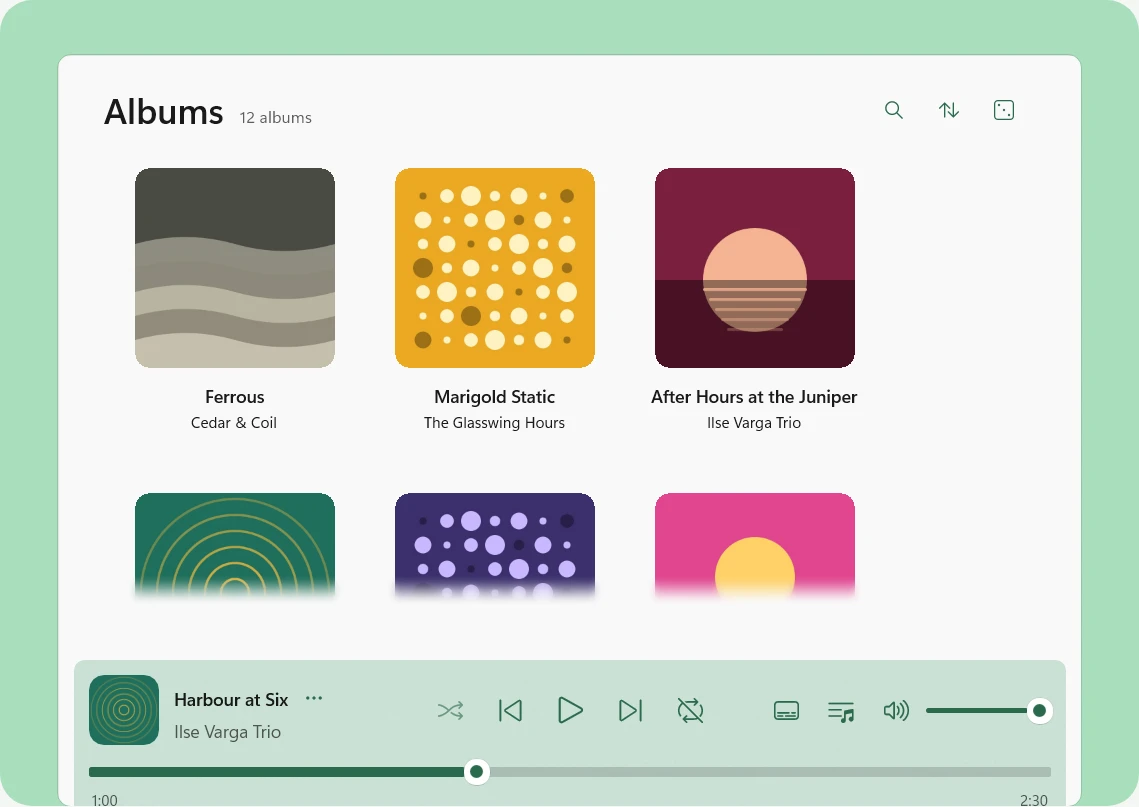 Albums
12 albums
Ferrous
Cedar & Coil
Marigold Static
The Glasswing Hours
After Hours at the Juniper
Ilse Varga Trio
Harbour at Six
Ilse Varga Trio
1:00
2:30